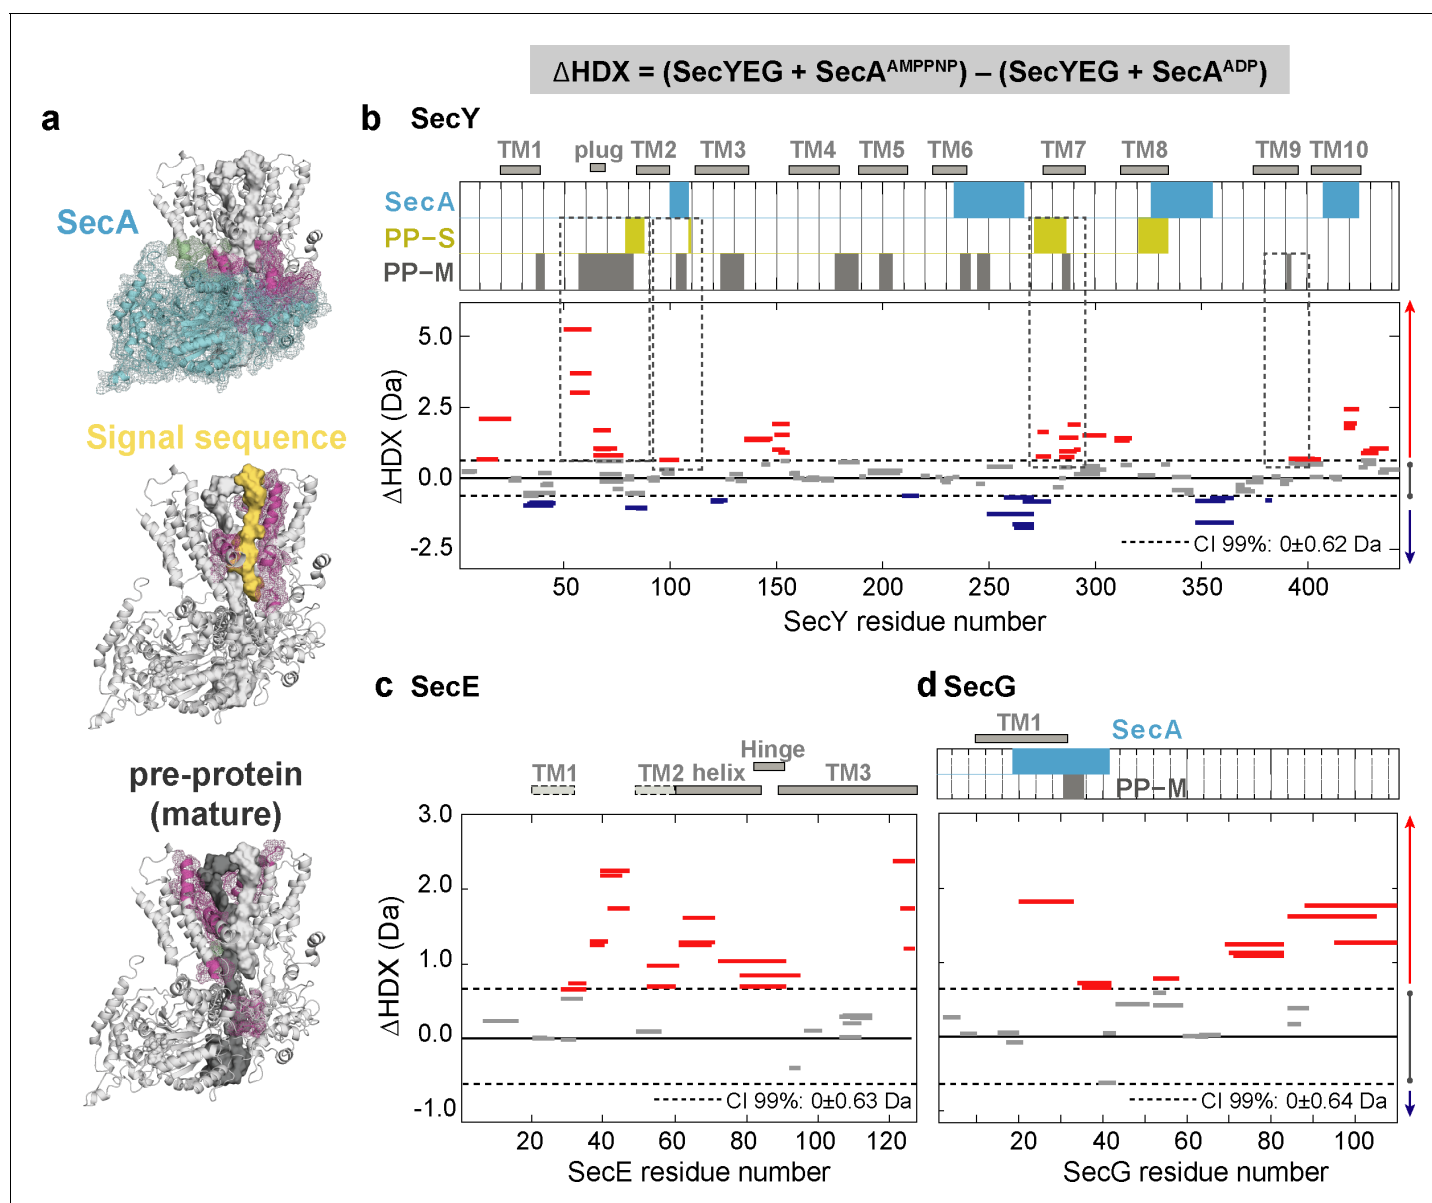 ΔHDX = (SecYEG + SecA^AMPPNP) – (SecYEG + SecA^ADP)
a
SecA
Signal sequence
pre-protein
(mature)
b SecY
TM1 plug TM2 TM3 TM4 TM5 TM6 TM7 TM8 TM9 TM10
SecA
PP–S
PP–M
5.0
2.5
0.0
-2.5
ΔHDX (Da)
CI 99%: 0±0.62 Da
50 100 150 200 250 300 350 400
SecY residue number
c SecE
Hinge
TM1 TM2 helix TM3
3.0
2.0
1.0
0.0
-1.0
ΔHDX (Da)
CI 99%: 0±0.63 Da
20 40 60 80 100 120
SecE residue number
d SecG
TM1
SecA
PP–M
CI 99%: 0±0.64 Da
20 40 60 80 100
SecG residue number